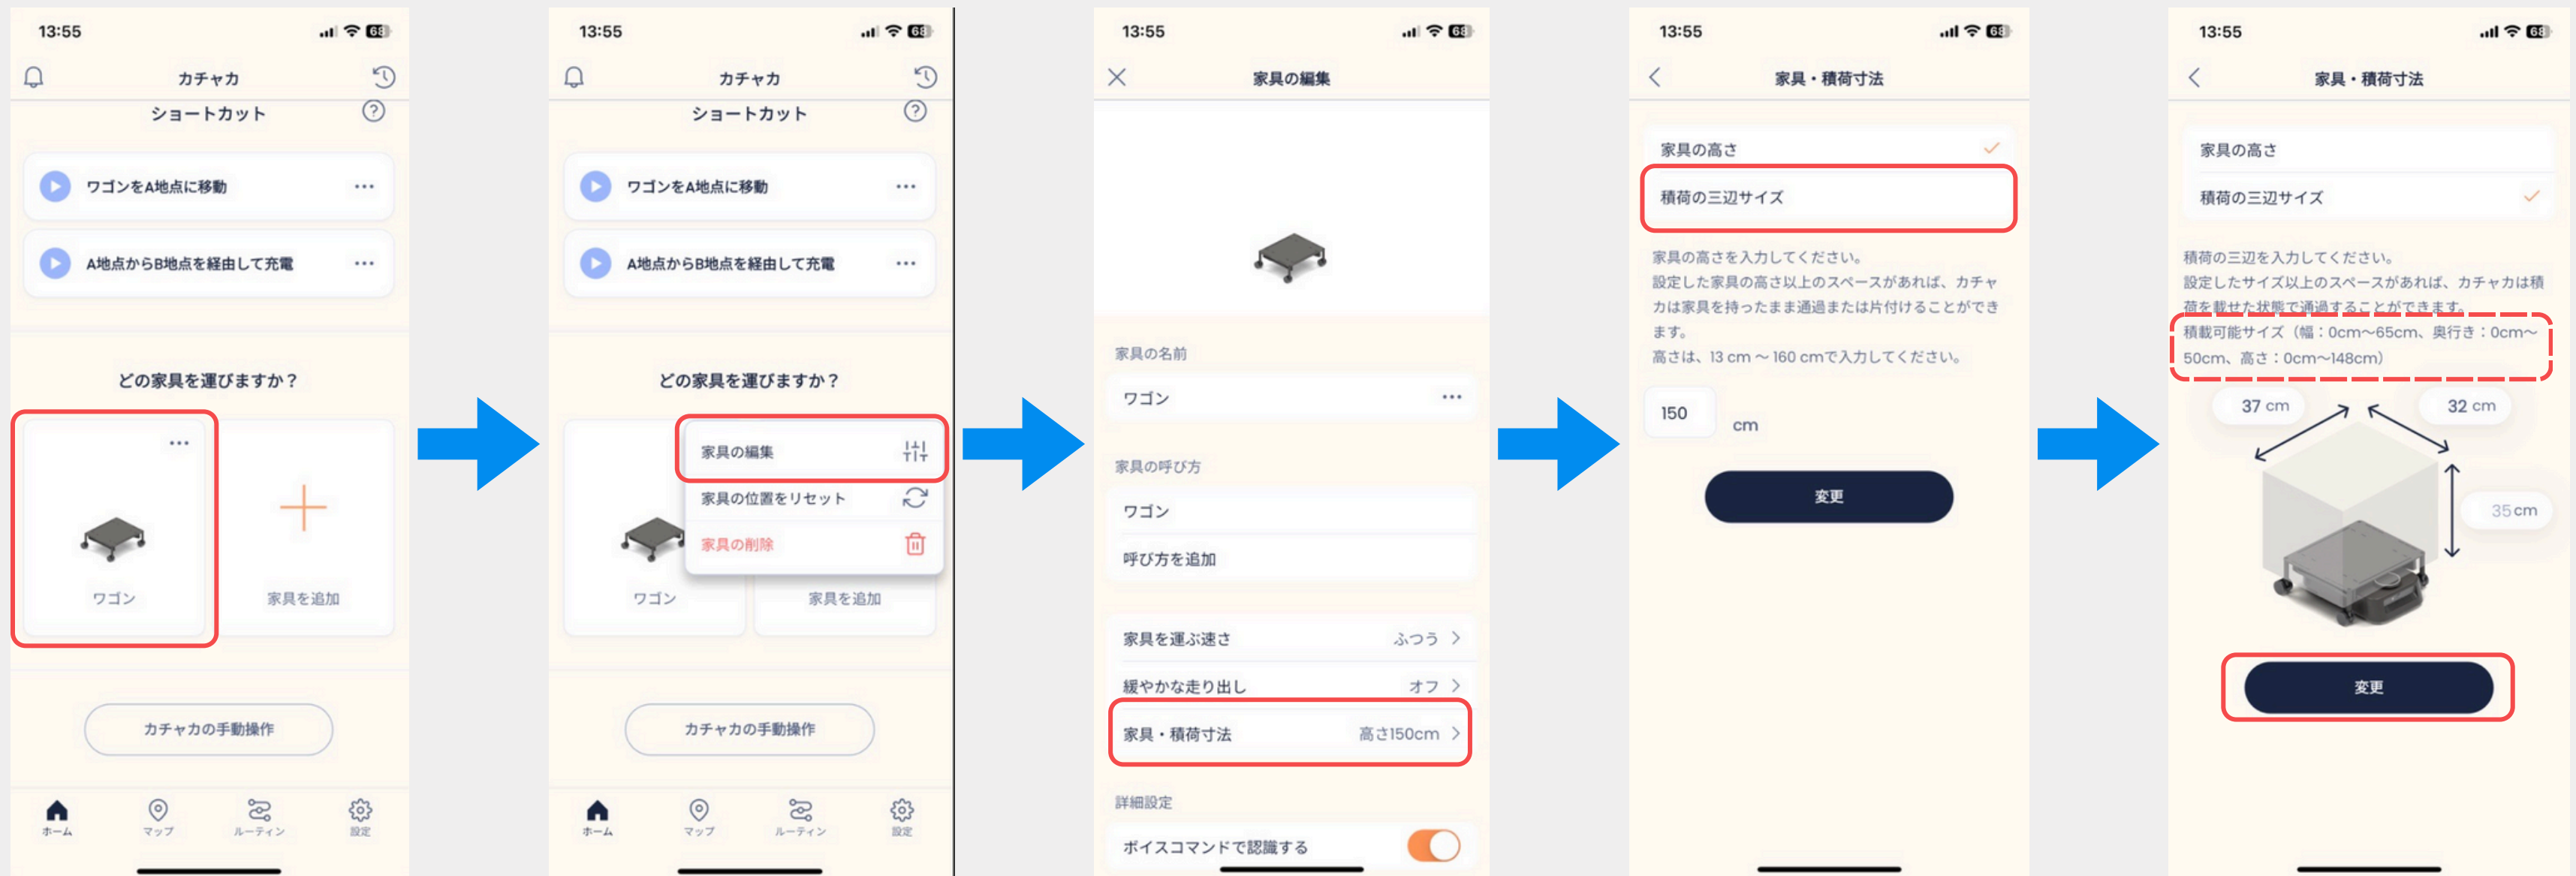 13:55
68
カチャカ
ショートカット
ワゴンをA地点に移動
A地点からB地点を経由して充電
どの家具を運びますか？
ワゴン
家具を追加
カチャカの手動操作
ホーム
マップ
ルーティン
設定
13:55
68
カチャカ
ショートカット
ワゴンをA地点に移動
A地点からB地点を経由して充電
どの家具を運びますか？
家具の編集
家具の位置をリセット
家具の削除
ワゴン
家具を追加
カチャカの手動操作
ホーム
マップ
ルーティン
設定
13:55
68
家具の編集
家具の名前
ワゴン
家具の呼び方
ワゴン
呼び方を追加
家具を運ぶ速さ ふつう
緩やかな走り出し オフ
家具・積荷寸法 高さ150cm
詳細設定
ボイスコマンドで認識する
13:55
68
家具・積荷寸法
家具の高さ
積荷の三辺サイズ
家具の高さを入力してください。
設定した家具の高さ以上のスペースがあれば、カチャ
カは家具を持ったまま通過または片付けることができ
ます。
高さは、13 cm 〜 160 cmで入力してください。
150 cm
変更
13:55
68
家具・積荷寸法
家具の高さ
積荷の三辺サイズ
積荷の三辺を入力してください。
設定したサイズ以上のスペースがあれば、カチャカは積
荷を載せた状態で通過することができます。
積載可能サイズ（幅：0cm〜65cm、奥行き：0cm〜
50cm、高さ：0cm〜148cm）
37 cm
32 cm
35 cm
変更